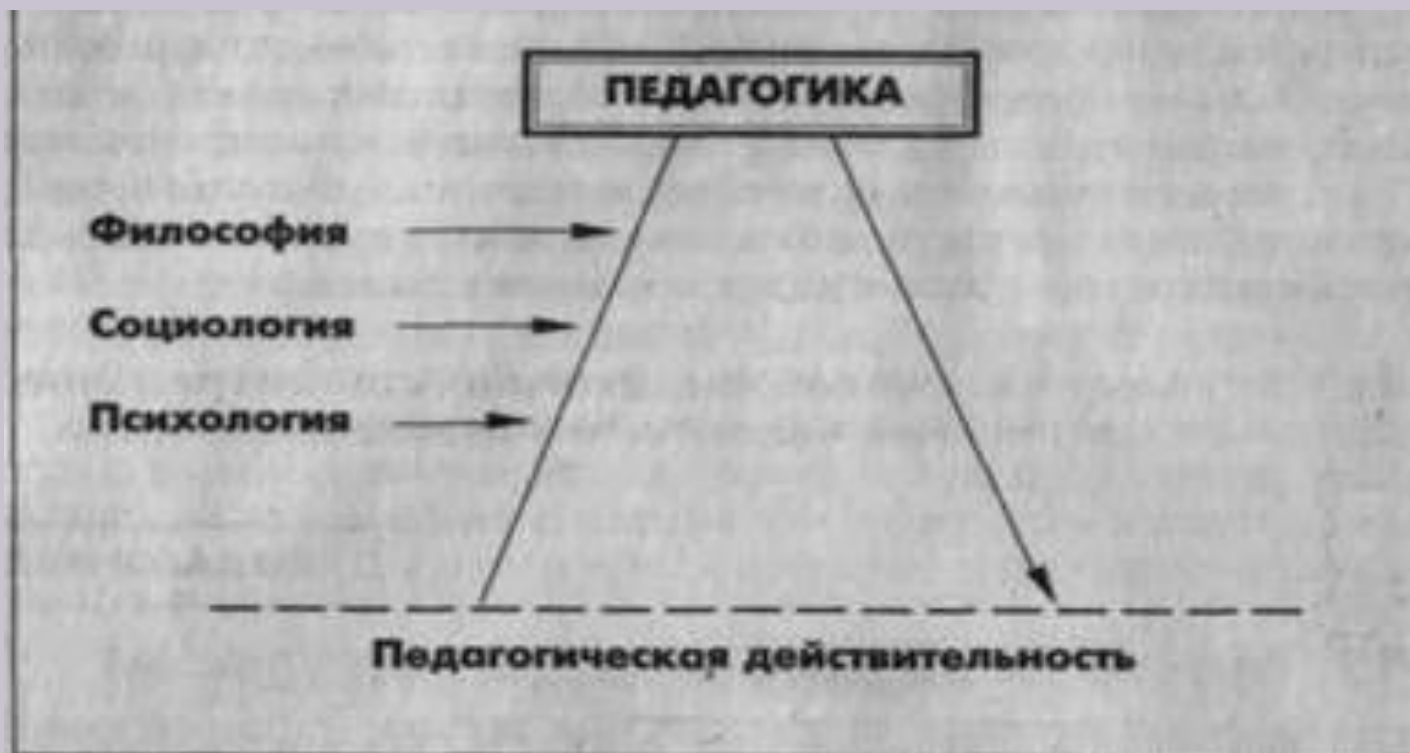 ПЕДАГОГИКА
Философия
Социология
Психология
Педагогическая действительность